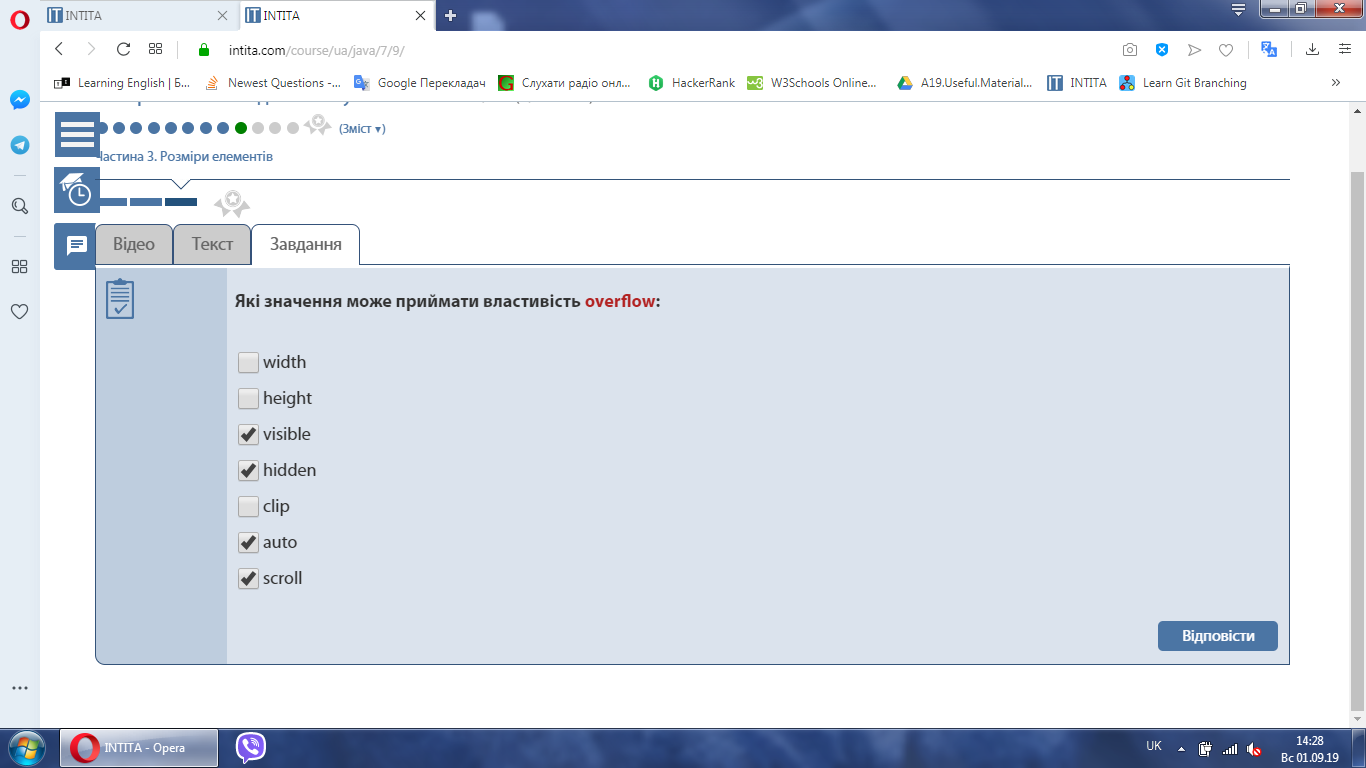 INTITA
INTITA
intita.com/course/ua/java/7/9/
Learning English | Б...
Newest Questions -...
Google Перекладач
Слухати радіо онл...
HackerRank
W3Schools Online...
A19.Useful.Material...
INTITA
Learn Git Branching
(Зміст ▾)
Частина 3. Розміри елементів
Відео
Текст
Завдання
Які значення може приймати властивість overflow:
width
height
visible
hidden
clip
auto
scroll
Відповісти
INTITA - Opera
UK
14:28
Вс 01.09.19